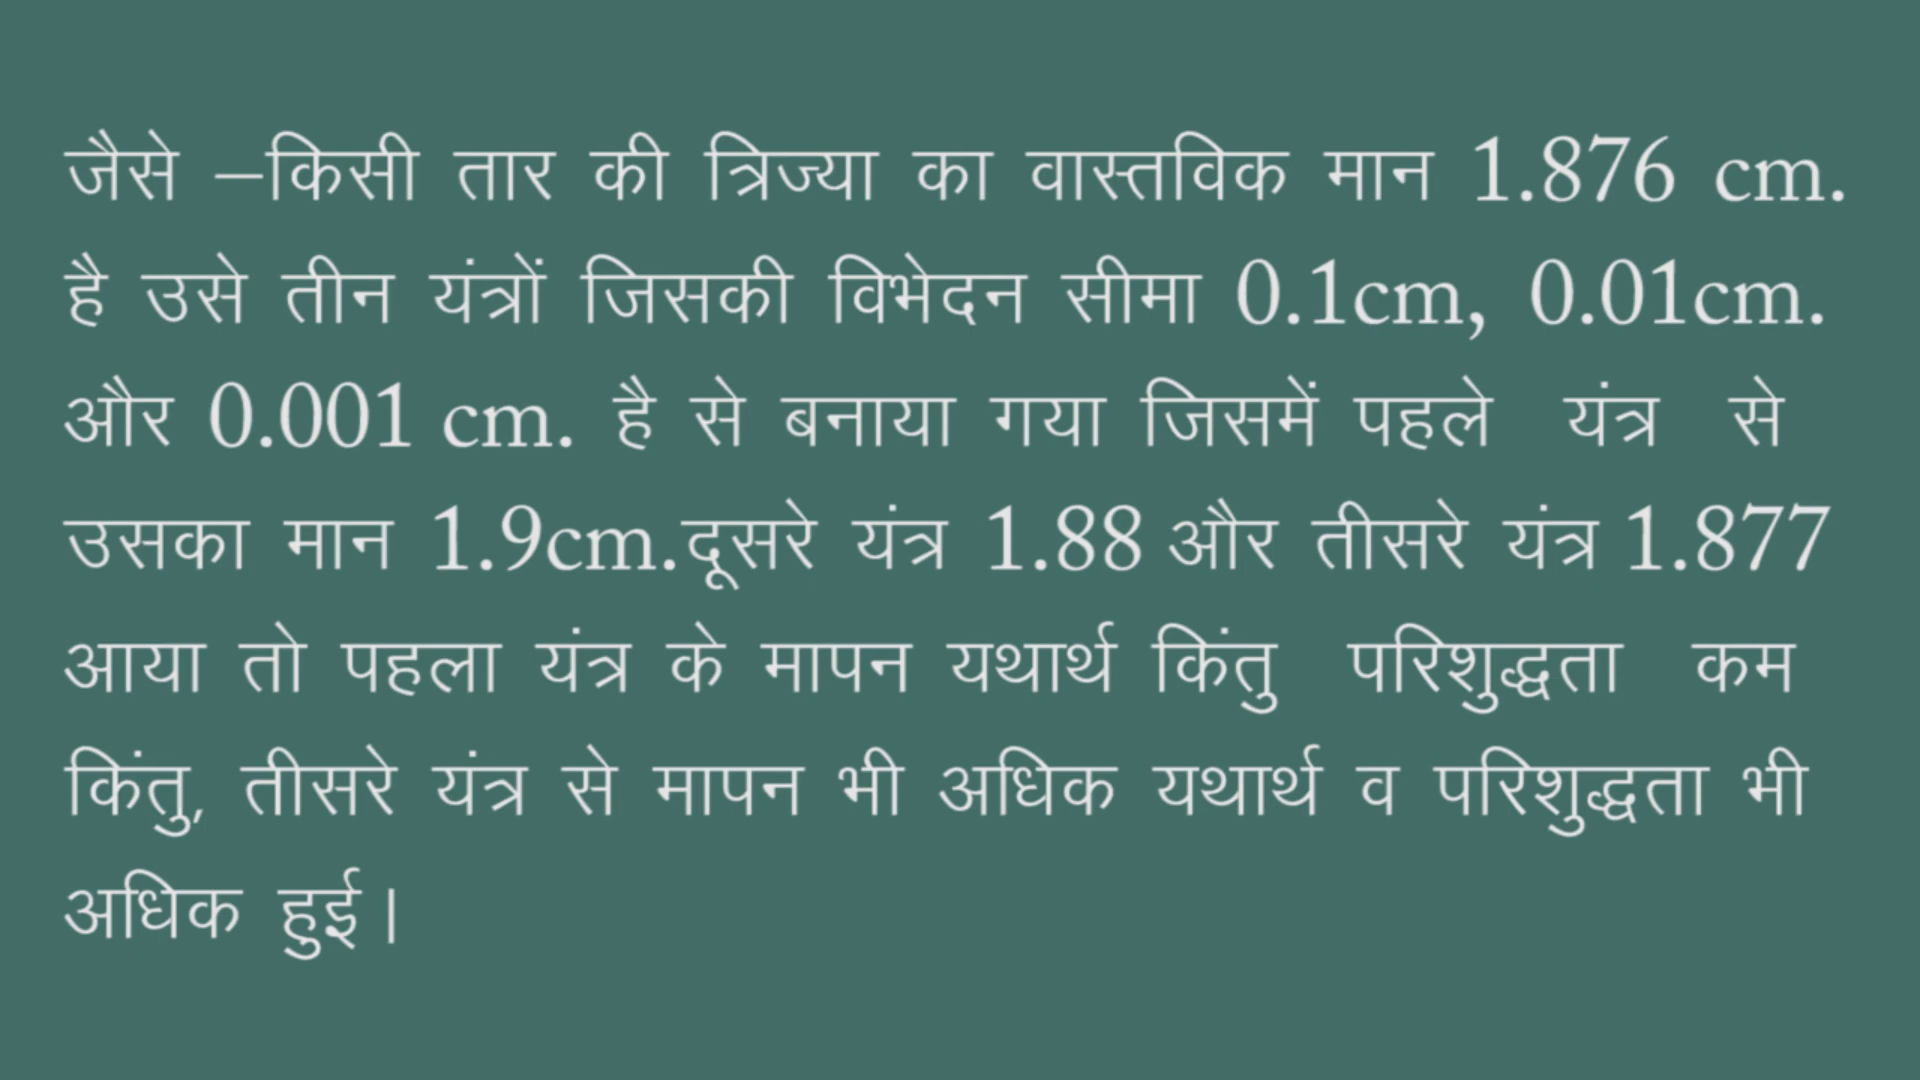 जैसे –किसी तार की त्रिज्या का वास्तविक मान 1.876 cm.
है उसे तीन यंत्रों जिसकी विभेदन सीमा 0.1cm, 0.01cm.
और 0.001 cm. है से बनाया गया जिसमें पहले यंत्र से
उसका मान 1.9cm.दूसरे यंत्र 1.88 और तीसरे यंत्र 1.877
आया तो पहला यंत्र के मापन यथार्थ किंतु परिशुद्धता कम
किंतु, तीसरे यंत्र से मापन भी अधिक यथार्थ व परिशुद्धता भी
अधिक हुई।